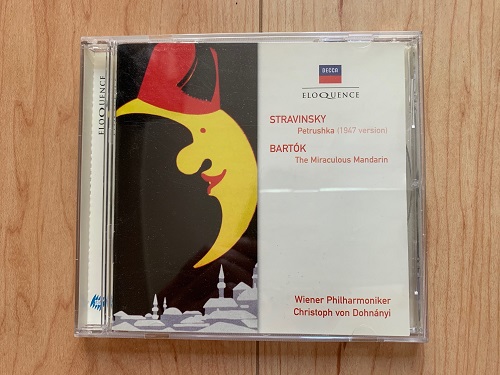 DECCA
ELOQUENCE
STRAVINSKY
Petrushka (1947 version)
BARTÓK
The Miraculous Mandarin
Wiener Philharmoniker
Christoph von Dohnányi
ELOQUENCE